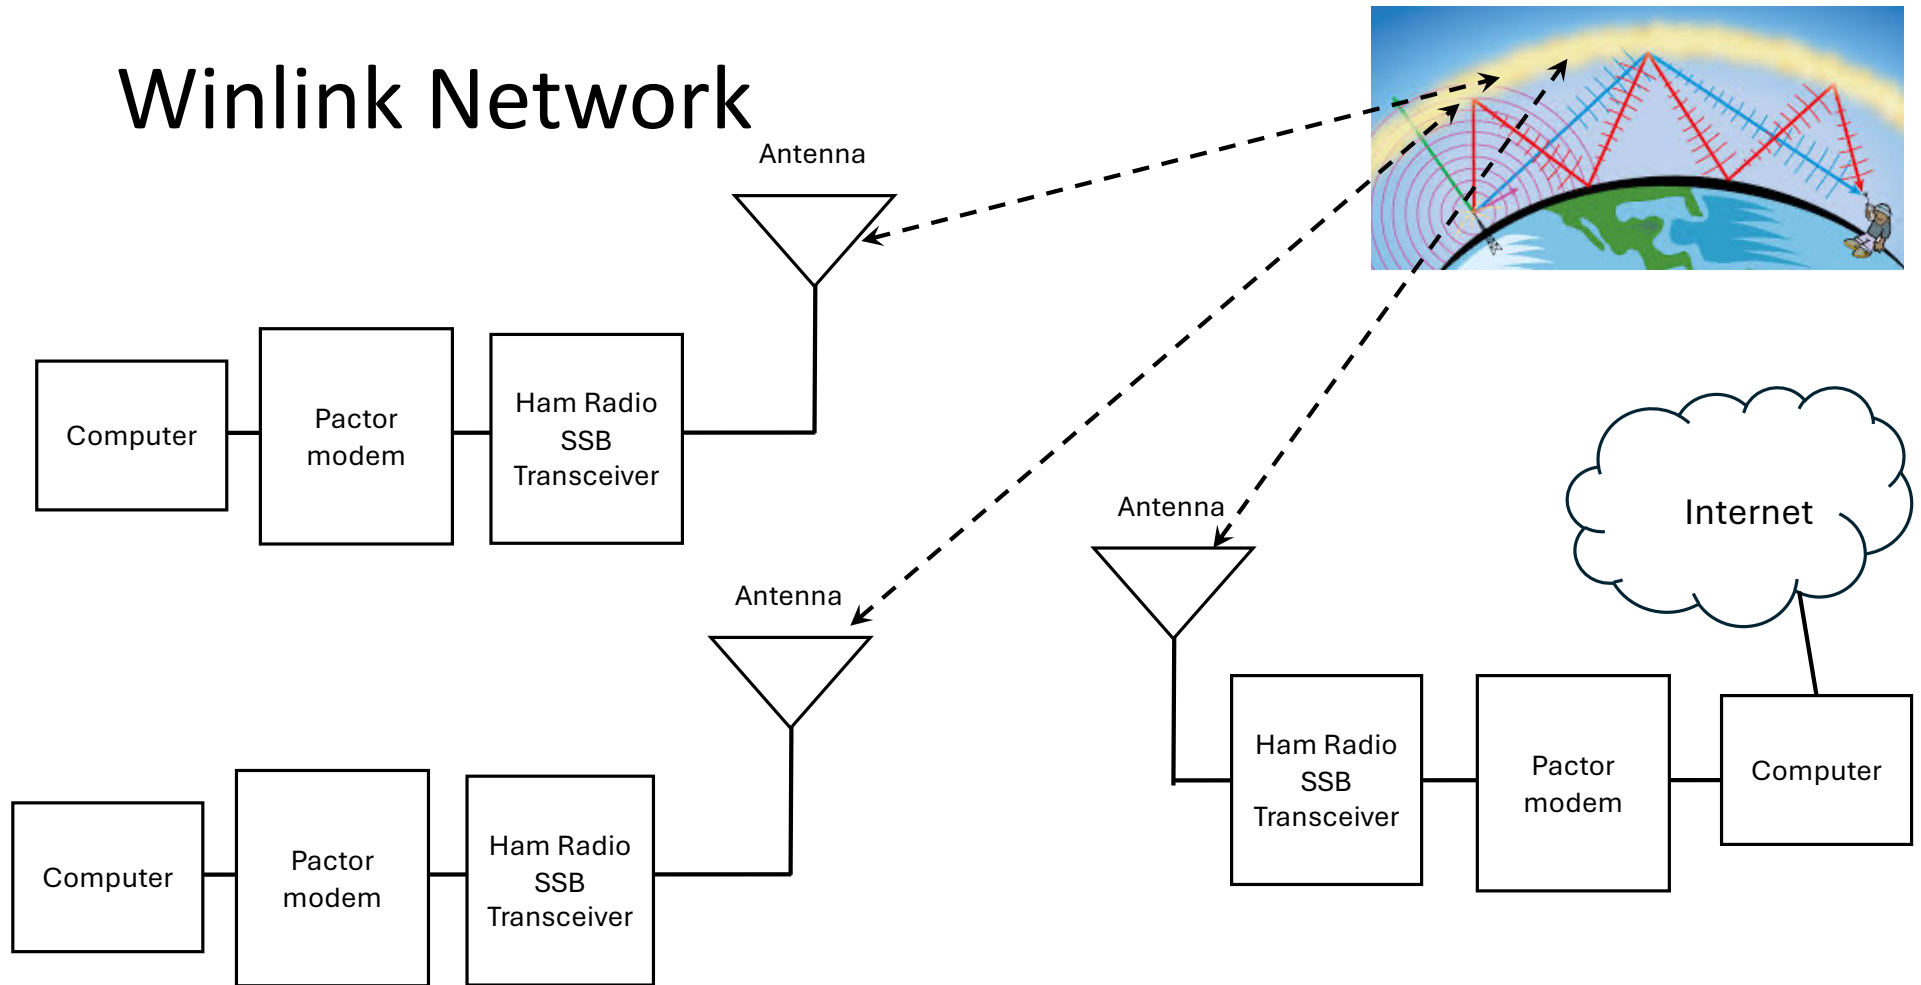 Winlink Network
Antenna
Computer
Pactor
modem
Ham Radio
SSB
Transceiver
Antenna
Computer
Pactor
modem
Ham Radio
SSB
Transceiver
Antenna
Ham Radio
SSB
Transceiver
Pactor
modem
Computer
Internet